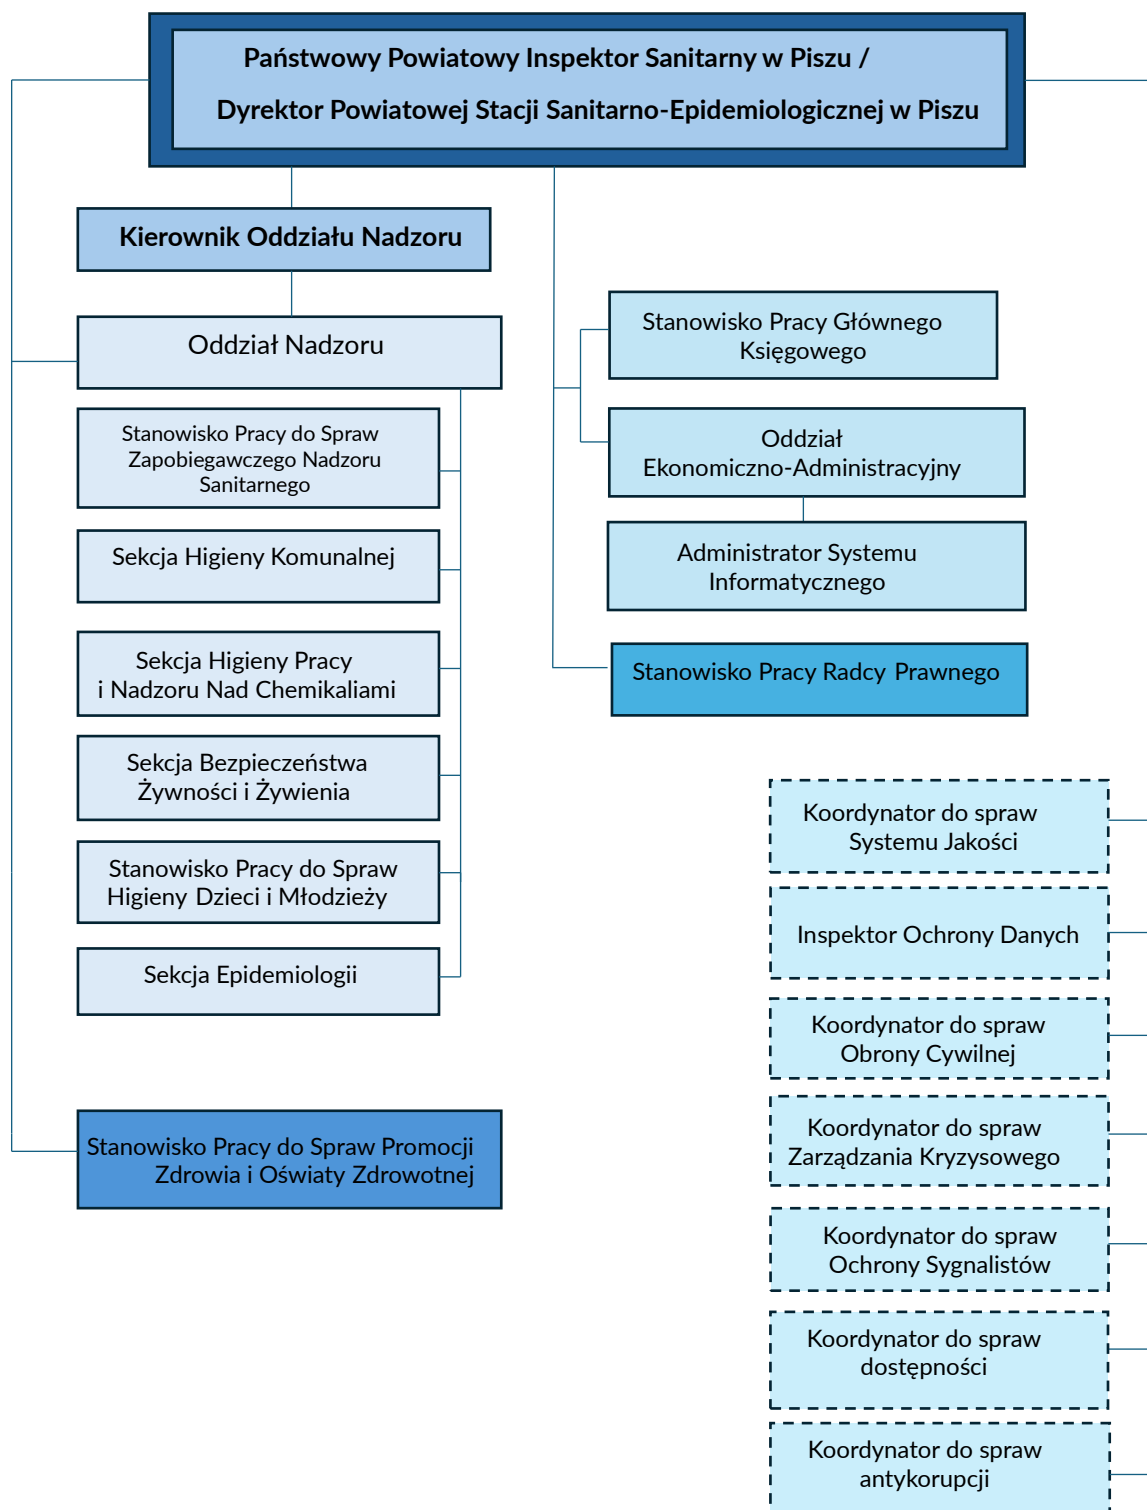 Państwowy Powiatowy Inspektor Sanitarny w Piszu /
Dyrektor Powiatowej Stacji Sanitarno-Epidemiologicznej w Piszu
Kierownik Oddziału Nadzoru
Oddział Nadzoru
Stanowisko Pracy do Spraw
Zapobiegawczego Nadzoru
Sanitarnego
Sekcja Higieny Komunalnej
Sekcja Higieny Pracy
i Nadzoru Nad Chemikaliami
Sekcja Bezpieczeństwa
Żywności i Żywienia
Stanowisko Pracy do Spraw
Higieny Dzieci i Młodzieży
Sekcja Epidemiologii
Stanowisko Pracy do Spraw Promocji
Zdrowia i Oświaty Zdrowotnej
Stanowisko Pracy Głównego
Księgowego
Oddział
Ekonomiczno-Administracyjny
Administrator Systemu
Informatycznego
Stanowisko Pracy Radcy Prawnego
Koordynator do spraw
Systemu Jakości
Inspektor Ochrony Danych
Koordynator do spraw
Obrony Cywilnej
Koordynator do spraw
Zarządzania Kryzysowego
Koordynator do spraw
Ochrony Sygnalistów
Koordynator do spraw
dostępności
Koordynator do spraw
antykorupcji